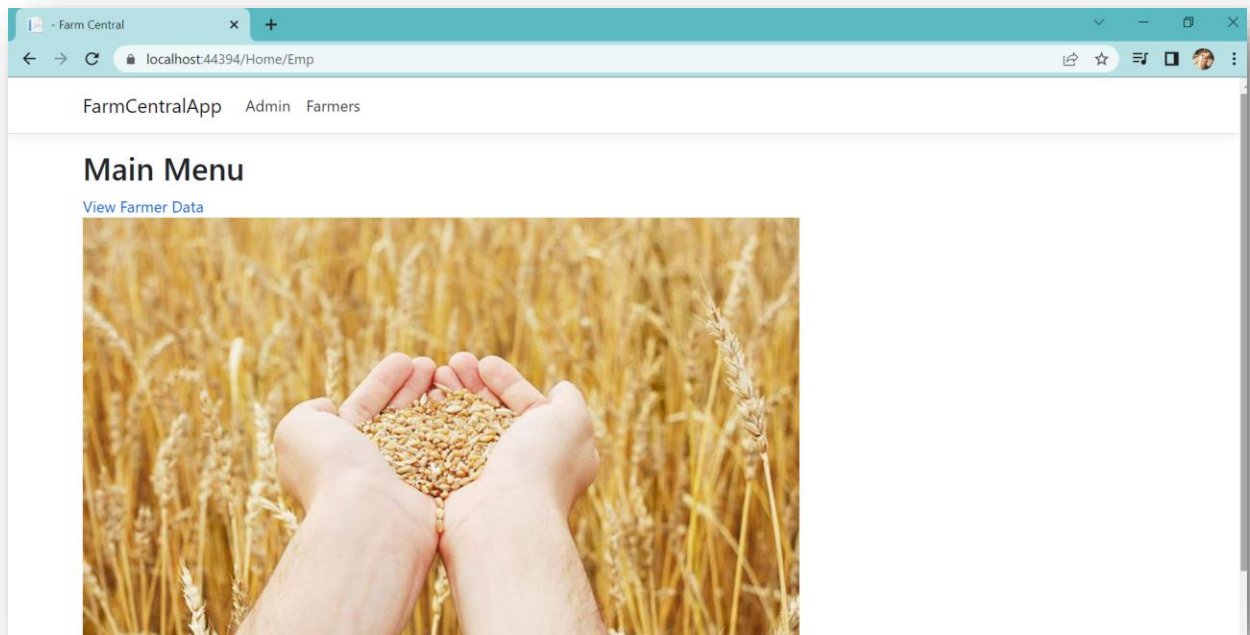 - Farm Central
localhost:44394/Home/Emp
FarmCentralApp Admin Farmers
Main Menu
View Farmer Data